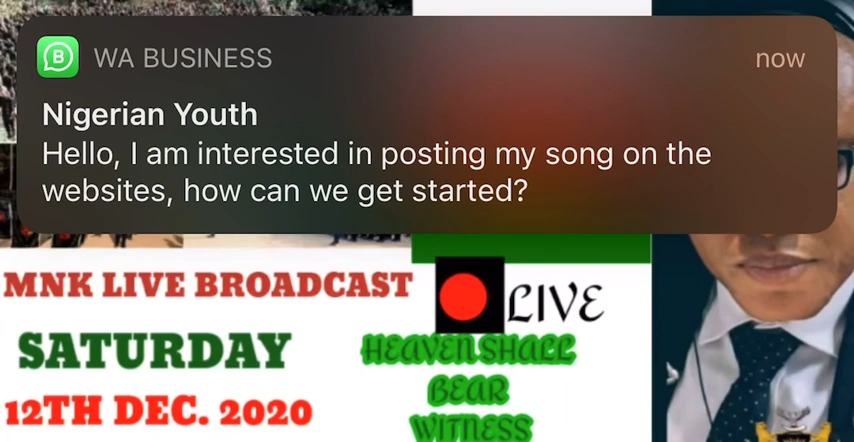 WA BUSINESS
now
Nigerian Youth
Hello, I am interested in posting my song on the
websites, how can we get started?
MNK LIVE BROADCAST
SATURDAY
12TH DEC. 2020
LIVE
HEAVEN SHALL
BEAR
WITNESS